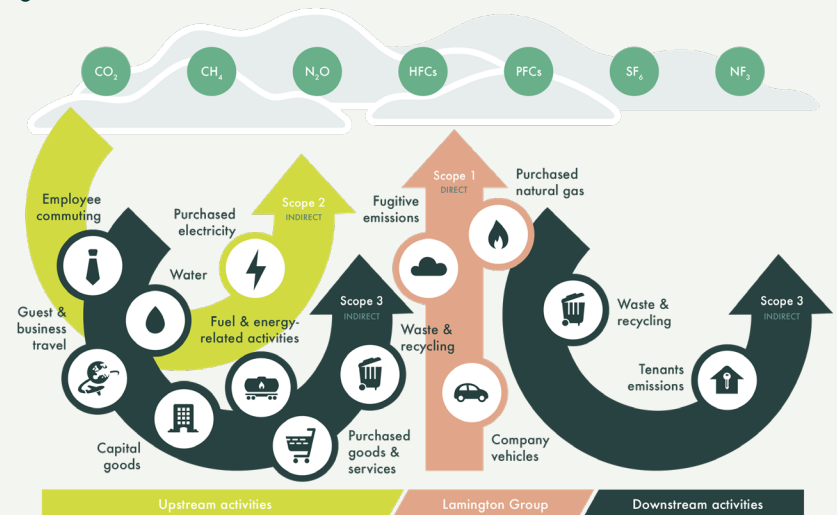 CO₂
CH₄
N₂O
HFCs
PFCs
SF₆
NF₃
Employee
commuting
Purchased
electricity
Scope 2
INDIRECT
Water
Guest &
business
travel
Fuel & energy-
related activities
Scope 3
INDIRECT
Capital
goods
Purchased
goods &
services
Waste &
recycling
Fugitive
emissions
Scope 1
DIRECT
Purchased
natural gas
Company
vehicles
Waste &
recycling
Tenants
emissions
Scope 3
INDIRECT
Upstream activities
Lamington Group
Downstream activities